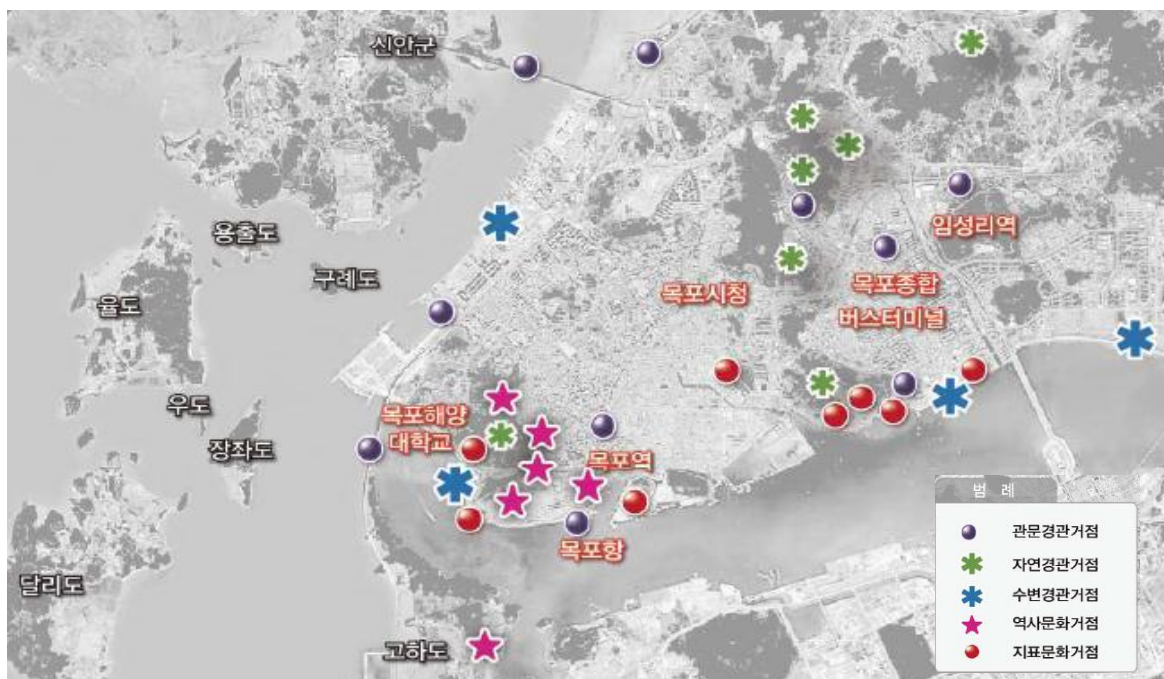 신안군
임성리역
용출도
구례도
율도
목포시청
목포종합
버스터미널
우도
목포해양
대학교
장좌도
목포역
목포항
달리도
고하도
범 례
관문경관거점
자연경관거점
수변경관거점
역사문화거점
지표문화거점